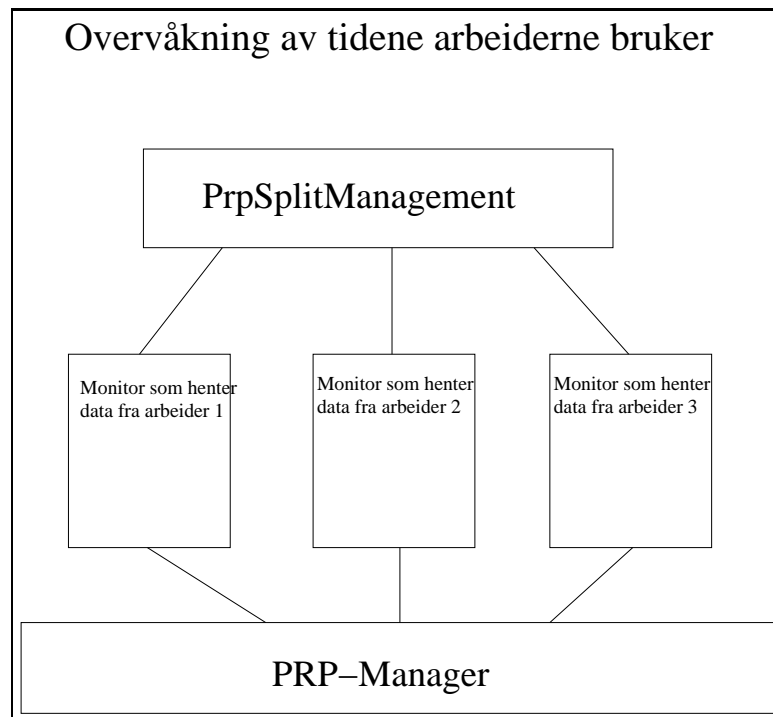 Overvåkning av tidene arbeiderne bruker
PrpSplitManagement
Monitor som henter
data fra arbeider 1
Monitor som henter
data fra arbeider 2
Monitor som henter
data fra arbeider 3
PRP−Manager